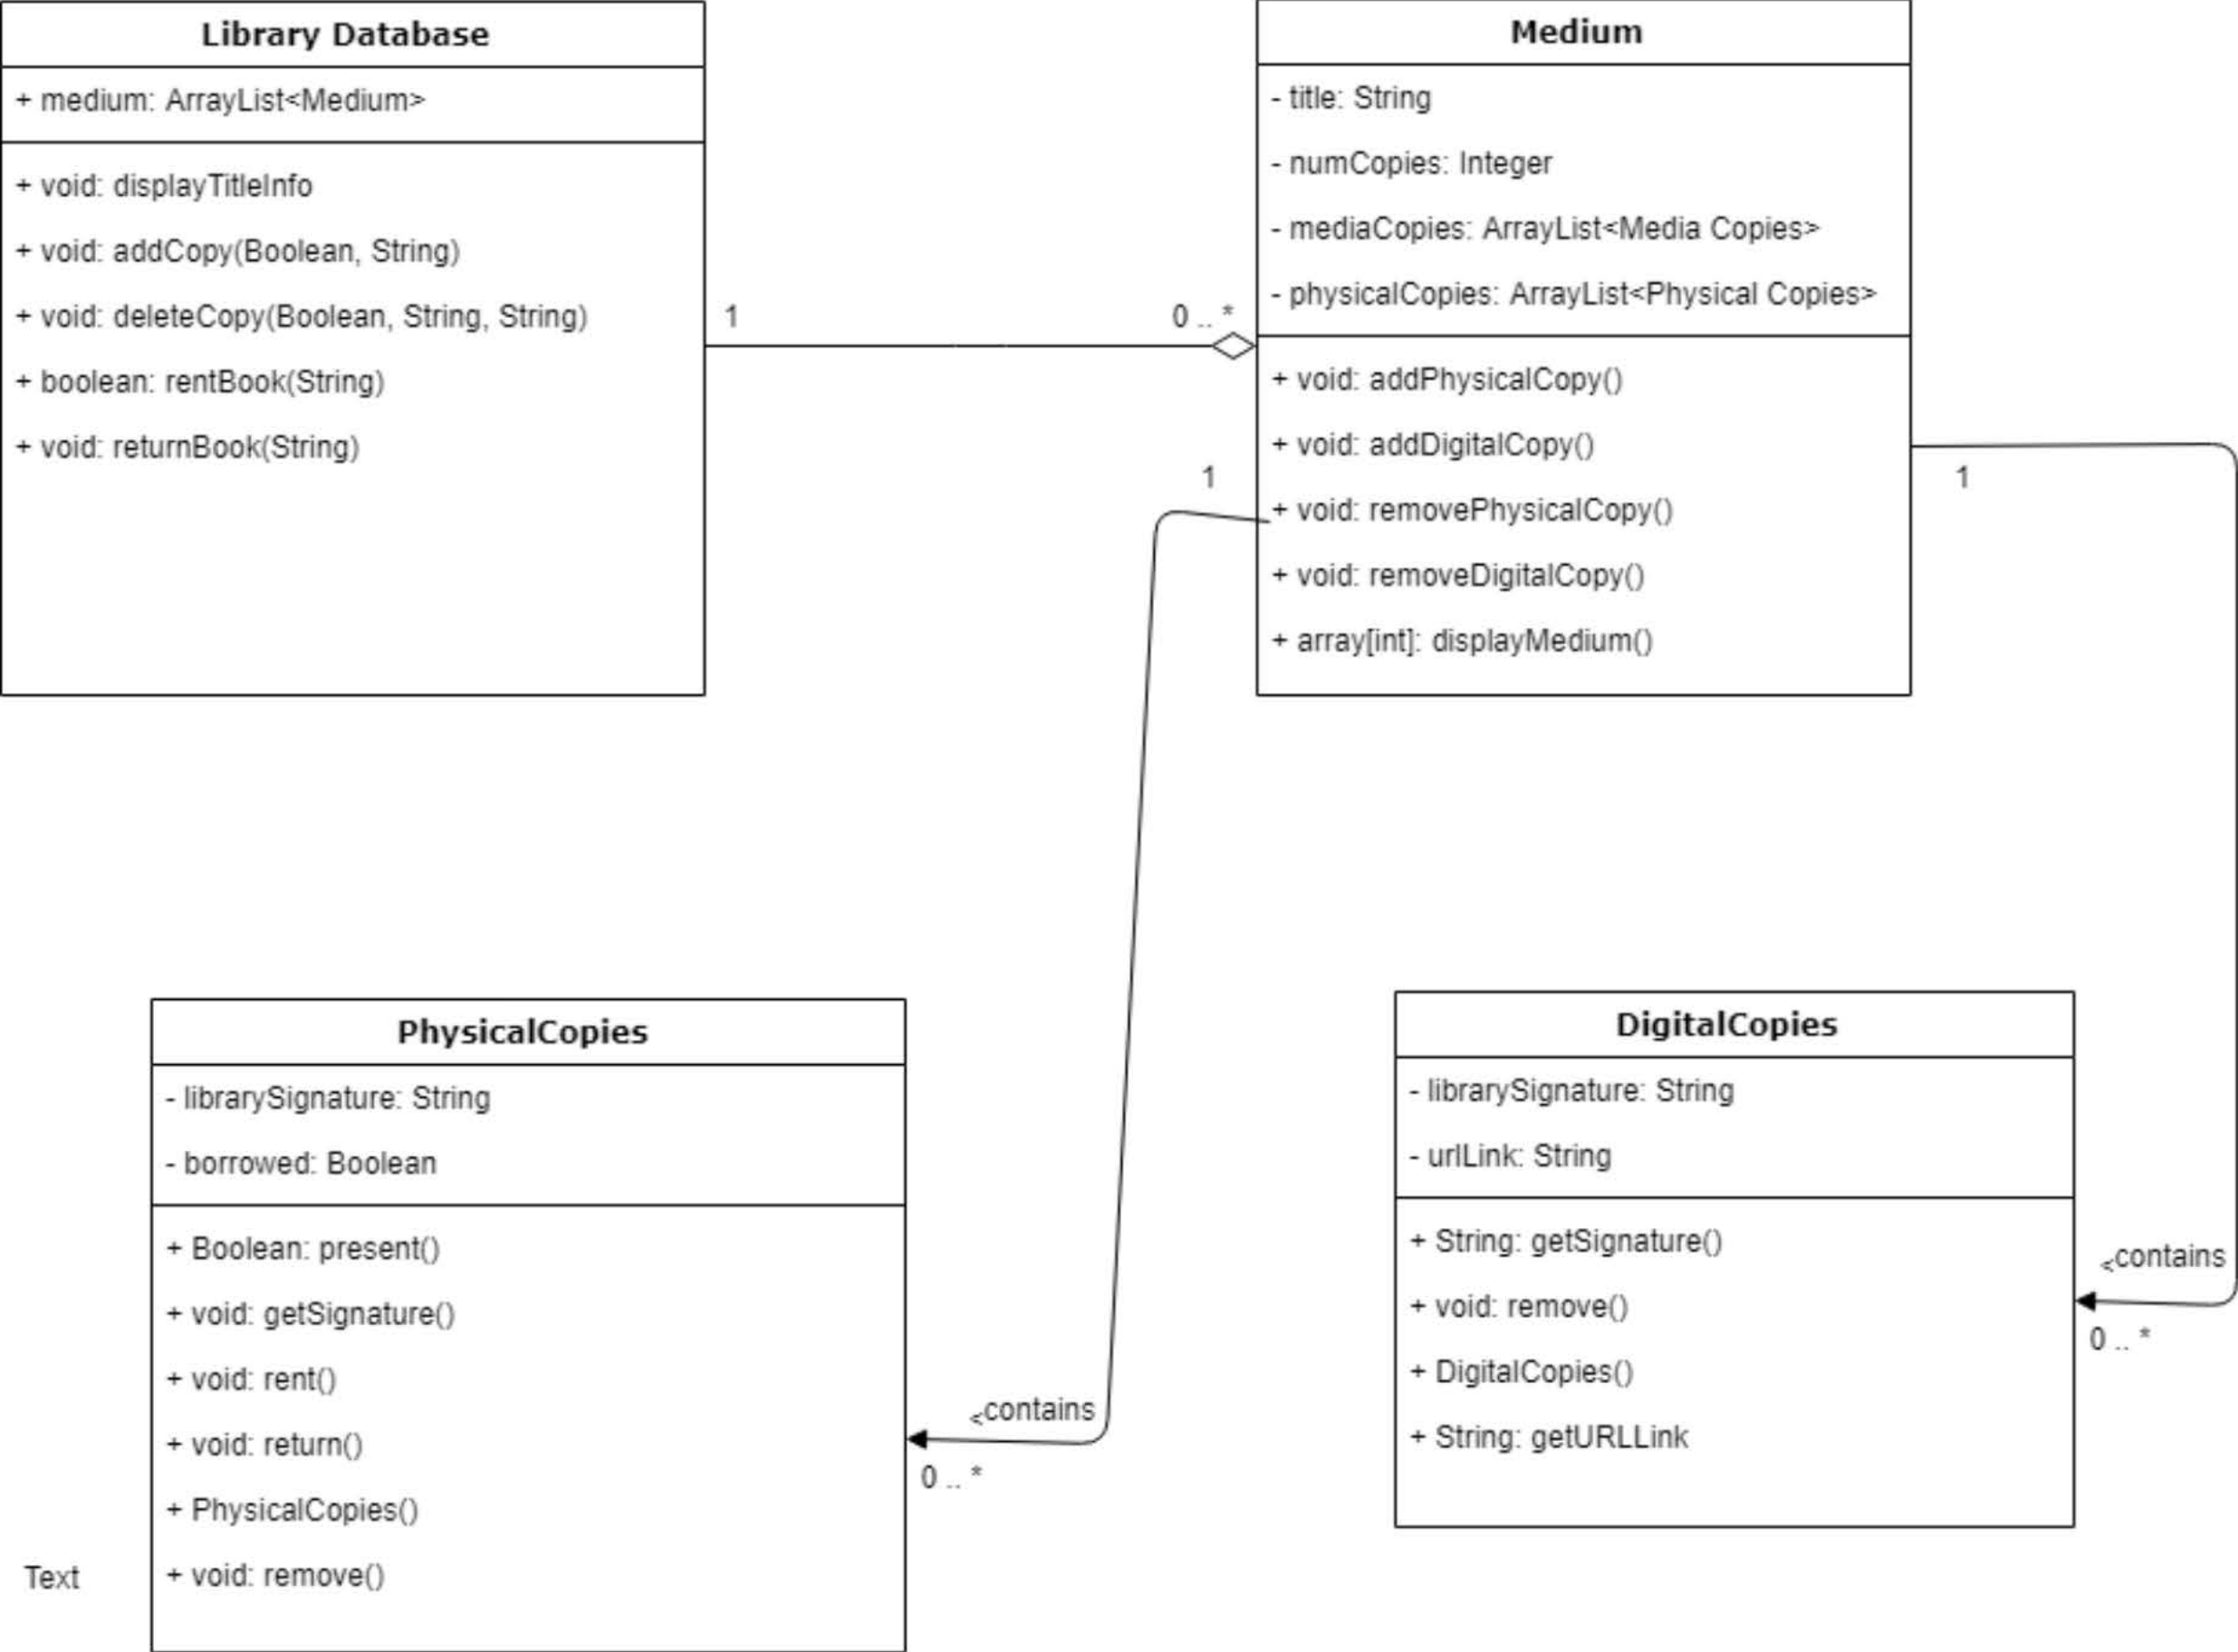 Library Database
+ medium: ArrayList<Medium>
+ void: displayTitleInfo
+ void: addCopy(Boolean, String)
+ void: deleteCopy(Boolean, String, String)
+ boolean: rentBook(String)
+ void: returnBook(String)
1
0 .. *
Medium
- title: String
- numCopies: Integer
- mediaCopies: ArrayList<Media Copies>
- physicalCopies: ArrayList<Physical Copies>
+ void: addPhysicalCopy()
+ void: addDigitalCopy()
+ void: removePhysicalCopy()
+ void: removeDigitalCopy()
+ array[int]: displayMedium()
1
1
PhysicalCopies
- librarySignature: String
- borrowed: Boolean
+ Boolean: present()
+ void: getSignature()
+ void: rent()
+ void: return()
+ PhysicalCopies()
+ void: remove()
<contains
0 .. *
DigitalCopies
- librarySignature: String
- urlLink: String
+ String: getSignature()
+ void: remove()
+ DigitalCopies()
+ String: getURLLink
<contains
0 .. *
Text